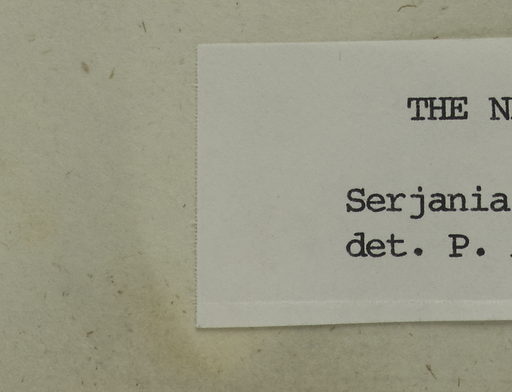 THE
Serjania
det. P.